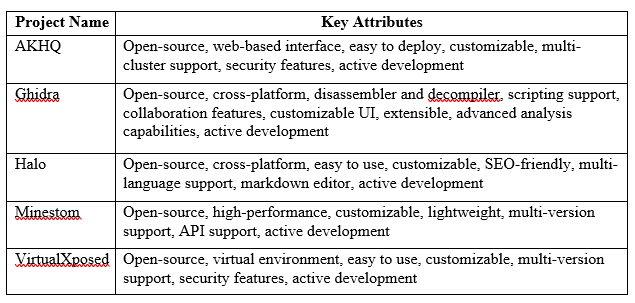 Project Name Key Attributes
AKHQ Open-source, web-based interface, easy to deploy, customizable, multi-
cluster support, security features, active development
Ghidra Open-source, cross-platform, disassembler and decompiler, scripting support,
collaboration features, customizable UI, extensible, advanced analysis
capabilities, active development
Halo Open-source, cross-platform, easy to use, customizable, SEO-friendly, multi-
language support, markdown editor, active development
Minestom Open-source, high-performance, customizable, lightweight, multi-version
support, API support, active development
VirtualXposed Open-source, virtual environment, easy to use, customizable, multi-version
support, security features, active development